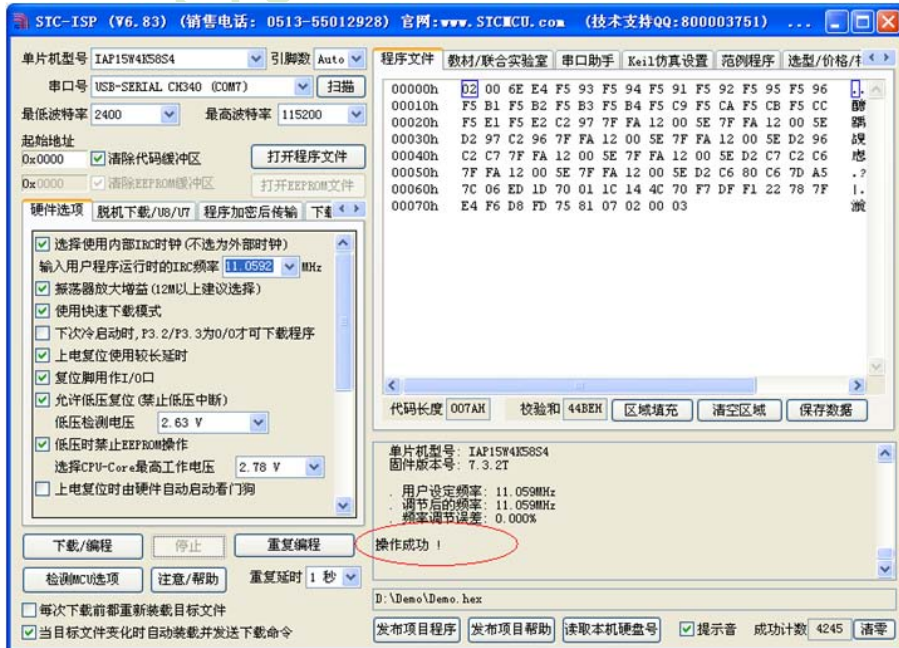 STC-ISP (V6.83) (销售电话: 0513-55012928) 官网:www.STCMCU.com (技术支持QQ:800003751) ...
单片机型号 IAP15W4K58S4 引脚数 Auto
串口号 USB-SERIAL CH340 (COM7) 扫描
最低波特率 2400 最高波特率 115200
起始地址
0x0000 清除代码缓冲区 打开程序文件
0x0000 清除EEPROM缓冲区 打开EEPROM文件
硬件选项 脱机下载/U8/U7 程序加密后传输
选择使用内部IRC时钟(不选为外部时钟)
输入用户程序运行时的IRC频率 11.0592 MHz
振荡器放大增益(12M以上建议选择)
使用快速下载模式
下次冷启动时,P3.2/P3.3为0/0才可下载程序
上电复位使用较长延时
复位脚用作I/O口
允许低压复位(禁止低压中断)
低压检测电压 2.63 V
低压时禁止EEPROM操作
选择CPU-Core最高工作电压 2.78 V
上电复位时由硬件自动启动看门狗
下载/编程 停止 重复编程
检测MCU选项 注意/帮助 重复延时 1 秒
每次下载前都重新装载目标文件
当目标文件变化时自动装载并发送下载命令
程序文件 教材/联合实验室 串口助手 Keil仿真设置 范例程序 选型/价格/
00000h 02 00 6E E4 F5 93 F5 94 F5 91 F5 92 F5 95 F5 96
00010h F5 B1 F5 B2 F5 B3 F5 B4 F5 C9 F5 CA F5 CB F5 CC
00020h F5 E1 F5 E2 C2 97 7F FA 12 00 5E 7F FA 12 00 5E
00030h D2 97 C2 96 7F FA 12 00 5E 7F FA 12 00 5E D2 96
00040h C2 C7 7F FA 12 00 5E 7F FA 12 00 5E D2 C7 C2 C6
00050h 7F FA 12 00 5E 7F FA 12 00 5E D2 C6 80 C6 7D A5 .?
00060h 7C 06 ED 1D 70 01 1C 14 4C 70 F7 DF F1 22 78 7F |.
00070h E4 F6 D8 FD 75 81 07 02 00 03
代码长度 007AH 校验和 44BEH 区域填充 清空区域 保存数据
单片机型号: IAP15W4K58S4
固件版本号: 7.3.2T
. 用户设定频率: 11.059MHz
. 调节后的频率: 11.059MHz
. 频率调节误差: 0.000%
操作成功 !
D:\Demo\Demo.hex
发布项目程序 发布项目帮助 读取本机硬盘号 提示音 成功计数 4245 清零